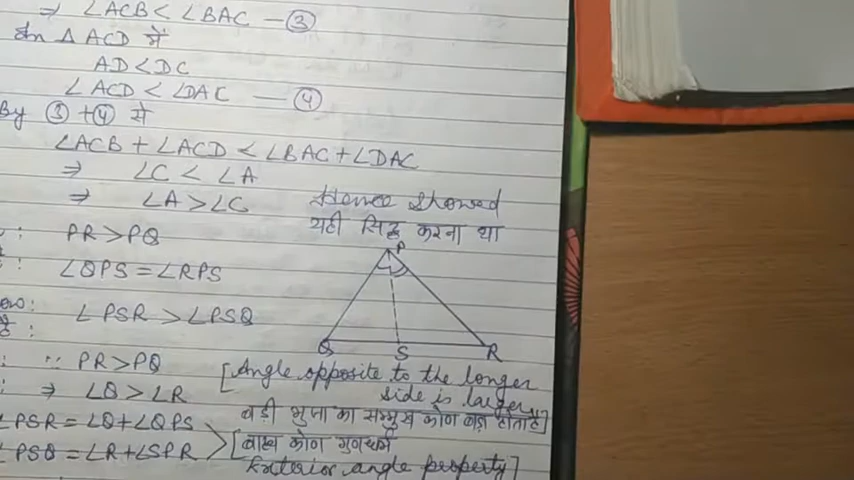 ⇒ ∠ACB < ∠BAC — ③
In Δ ACD में
AD < DC
∠ACD < ∠DAC — ④
By ③ + ④ से
∠ACB + ∠ACD < ∠BAC + ∠DAC
⇒ ∠C < ∠A
⇒ ∠A > ∠C
Hence Showed
यही सिद्ध करना था
: PR > PQ
: ∠QPS = ∠RPS
: ∠PSR > ∠PSQ
P
Q S R
: ∵ PR > PQ
: ⇒ ∠Q > ∠R
[Angle opposite to the longer
side is larger
बड़ी भुजा का सम्मुख कोण बड़ा होता है]
∠PSR = ∠Q + ∠QPS
∠PSQ = ∠R + ∠SPR
[बाह्य कोण गुणधर्म
Exterior angle property]